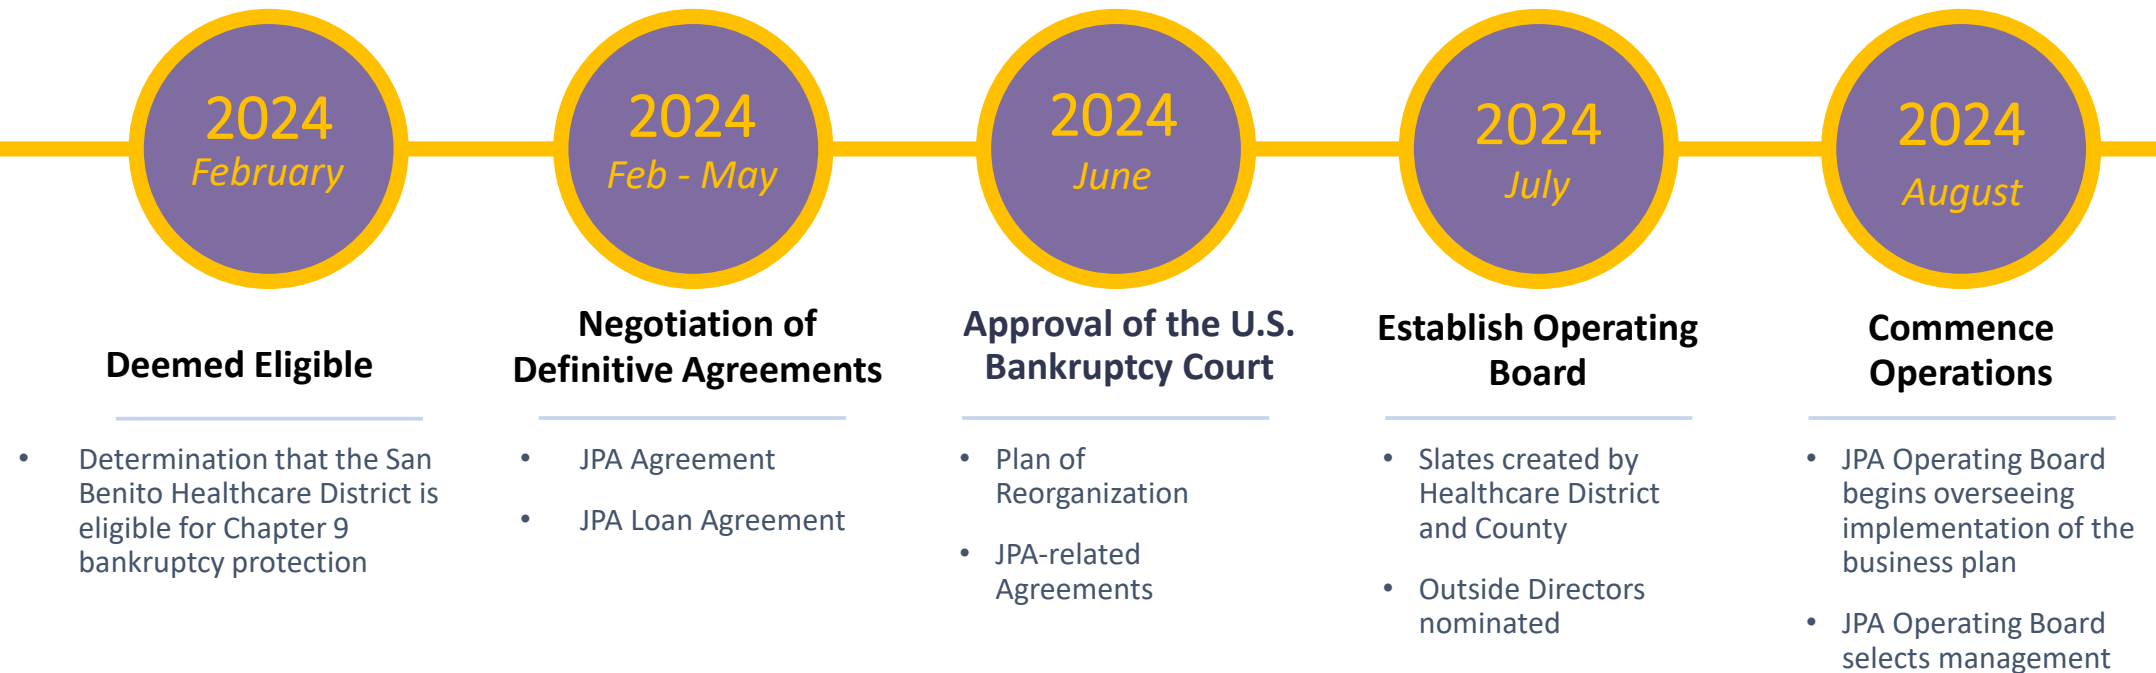 2024
February
Deemed Eligible
• Determination that the San
Benito Healthcare District is
eligible for Chapter 9
bankruptcy protection
2024
Feb - May
Negotiation of
Definitive Agreements
• JPA Agreement
• JPA Loan Agreement
2024
June
Approval of the U.S.
Bankruptcy Court
• Plan of
Reorganization
• JPA-related
Agreements
2024
July
Establish Operating
Board
• Slates created by
Healthcare District
and County
• Outside Directors
nominated
2024
August
Commence
Operations
• JPA Operating Board
begins overseeing
implementation of the
business plan
• JPA Operating Board
selects management